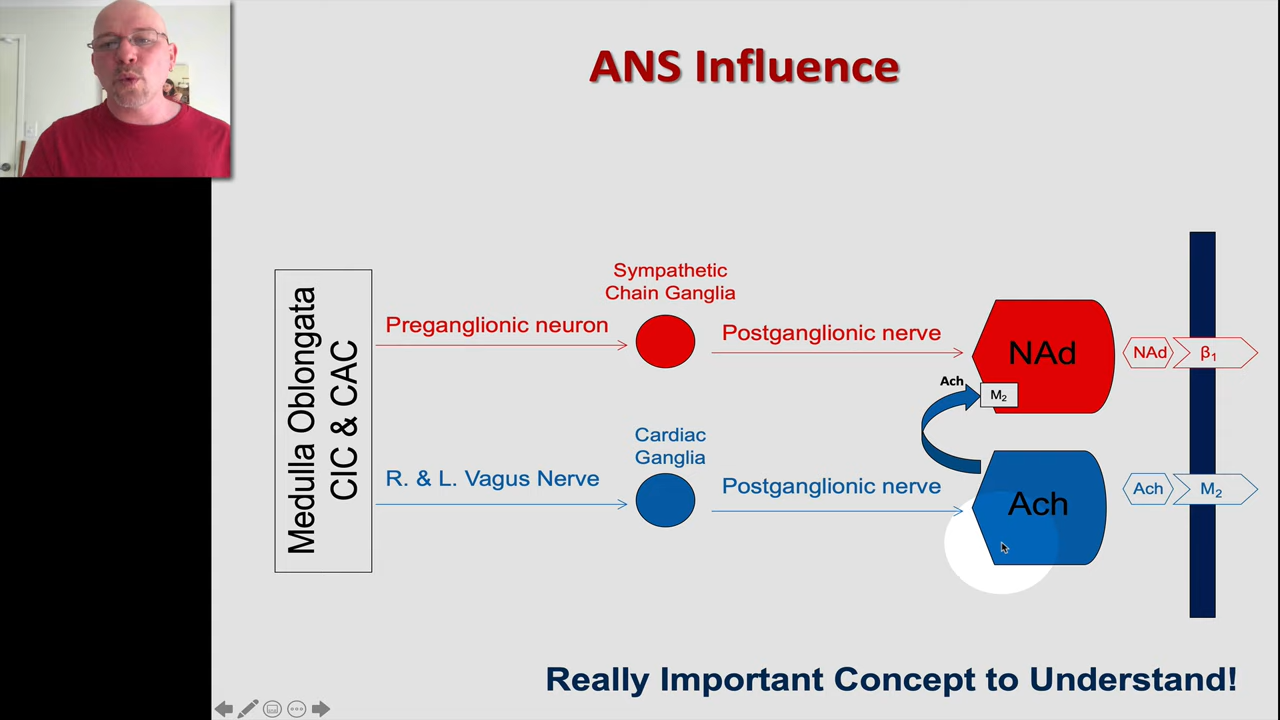 ANS Influence
Medulla Oblongata
CIC & CAC
Sympathetic
Chain Ganglia
Preganglionic neuron
Postganglionic nerve
NAd
NAd
β₁
Ach
M₂
Cardiac
Ganglia
R. & L. Vagus Nerve
Postganglionic nerve
Ach
Ach
M₂
Really Important Concept to Understand!